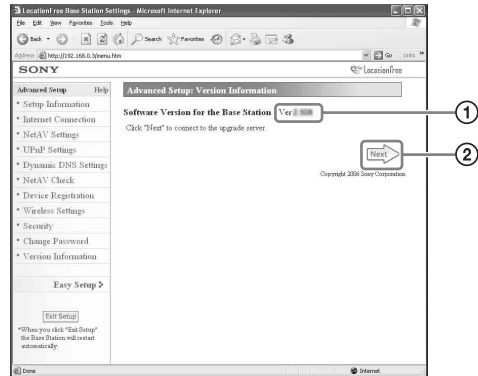 LocationFree Base Station Settings - Microsoft Internet Explorer
File Edit View Favorites Tools Help
Back Search Favorites
Address http://192.168.0.3/menu.htm Go Links
SONY LocationFree
Advanced Setup Help
* Setup Information
* Internet Connection
* NetAV Settings
* UPnP Settings
* Dynamic DNS Settings
* NetAV Check
* Device Registration
* Wireless Settings
* Security
* Change Password
* Version Information
Easy Setup
Exit Setup
*When you click "Exit Setup"
the Base Station will restart
automatically.
Advanced Setup: Version Information
Software Version for the Base Station Ver
Click "Next" to connect to the upgrade server.
Next
Copyright 2006 Sony Corporation
Done Internet
1
2